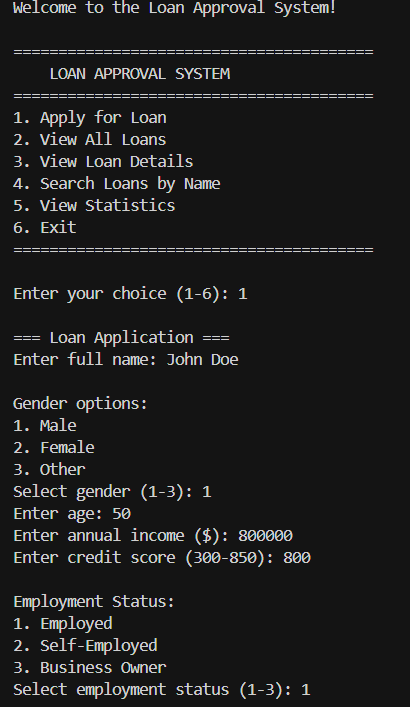 Welcome to the Loan Approval System!
========================================
LOAN APPROVAL SYSTEM
========================================
1. Apply for Loan
2. View All Loans
3. View Loan Details
4. Search Loans by Name
5. View Statistics
6. Exit
========================================
Enter your choice (1-6): 1
=== Loan Application ===
Enter full name: John Doe
Gender options:
1. Male
2. Female
3. Other
Select gender (1-3): 1
Enter age: 50
Enter annual income ($): 800000
Enter credit score (300-850): 800
Employment Status:
1. Employed
2. Self-Employed
3. Business Owner
Select employment status (1-3): 1